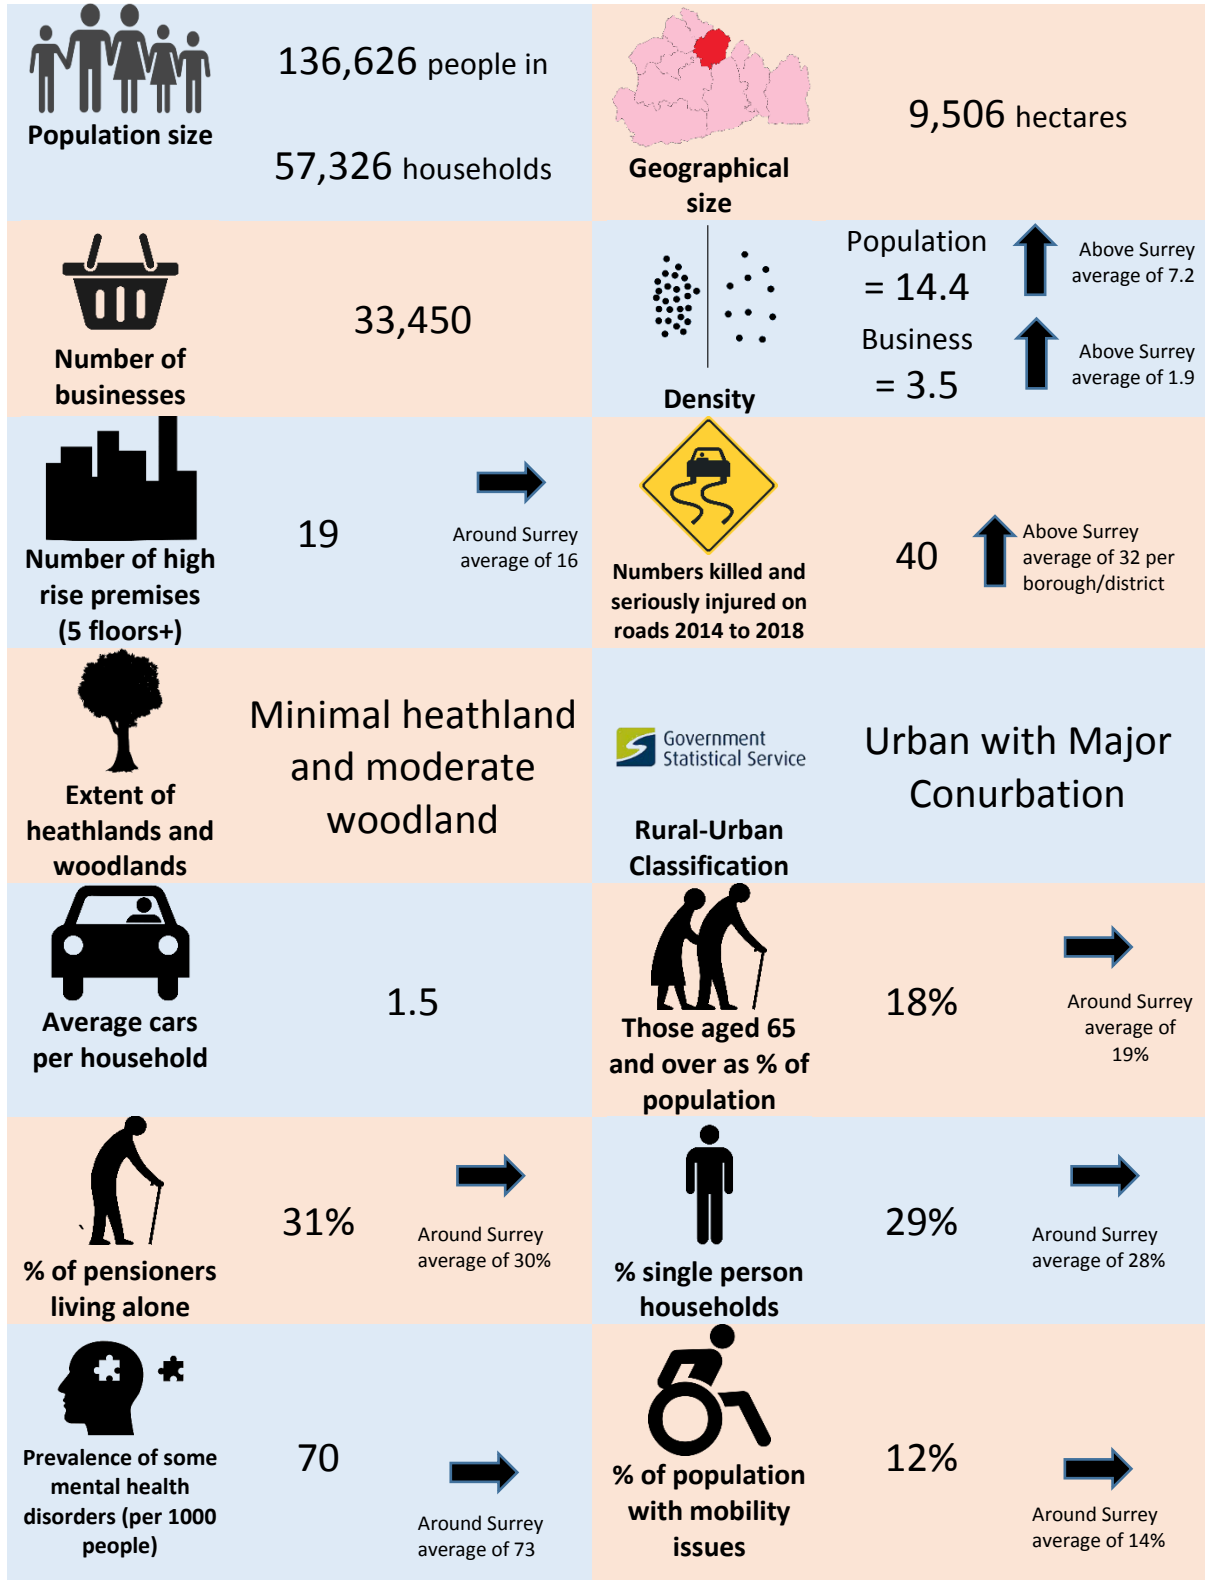 136,626 people in
57,326 households
Population size
9,506 hectares
Geographical
size
33,450
Number of
businesses
Population
= 14.4
Above Surrey
average of 7.2
Business
= 3.5
Above Surrey
average of 1.9
Density
19
Around Surrey
average of 16
Number of high
rise premises
(5 floors+)
40
Above Surrey
average of 32 per
borough/district
Numbers killed and
seriously injured on
roads 2014 to 2018
Minimal heathland
and moderate
woodland
Extent of
heathlands and
woodlands
Government
Statistical Service
Urban with Major
Conurbation
Rural-Urban
Classification
1.5
Average cars
per household
18%
Around Surrey
average of
19%
Those aged 65
and over as % of
population
31%
Around Surrey
average of 30%
% of pensioners
living alone
29%
Around Surrey
average of 28%
% single person
households
70
Around Surrey
average of 73
Prevalence of some
mental health
disorders (per 1000
people)
12%
Around Surrey
average of 14%
% of population
with mobility
issues